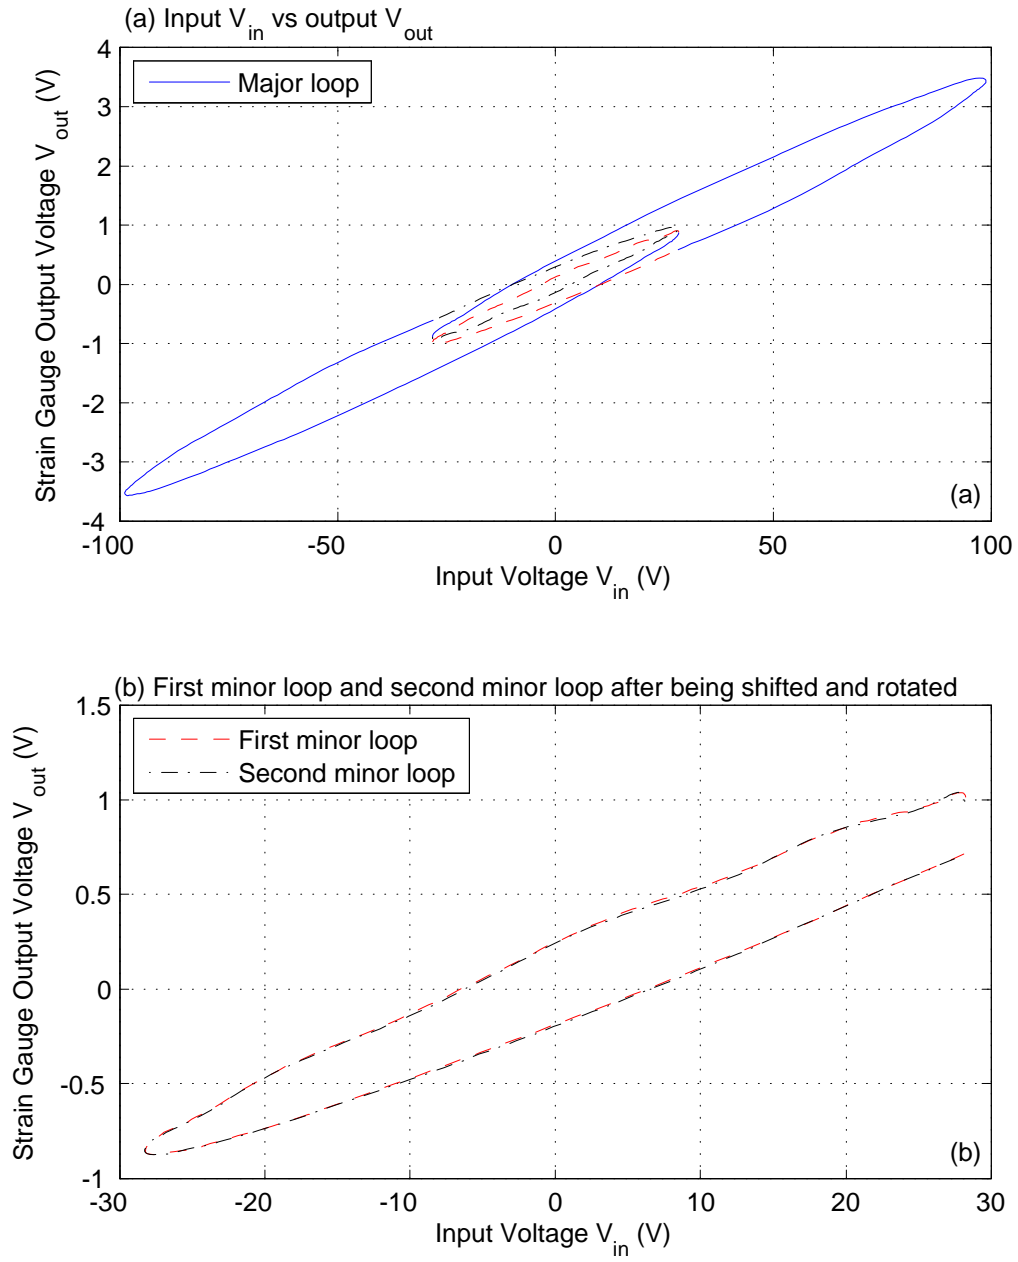 (a) Input V_in vs output V_out
Major loop
4
3
2
1
0
-1
-2
-3
-4
Strain Gauge Output Voltage V_out (V)
(a)
-100 -50 0 50 100
Input Voltage V_in (V)
(b) First minor loop and second minor loop after being shifted and rotated
First minor loop
Second minor loop
1.5
1
0.5
0
-0.5
-1
Strain Gauge Output Voltage V_out (V)
(b)
-30 -20 -10 0 10 20 30
Input Voltage V_in (V)